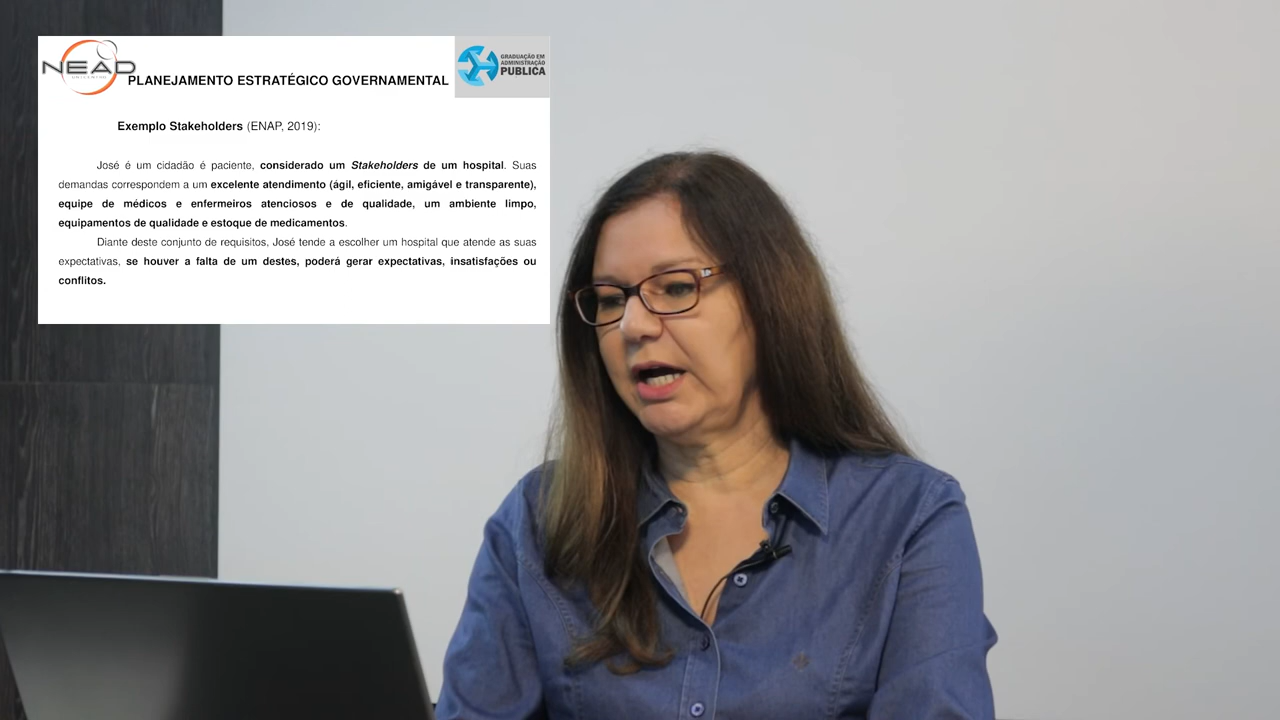 NEAD
PLANEJAMENTO ESTRATÉGICO GOVERNAMENTAL
GRADUAÇÃO EM
ADMINISTRAÇÃO
PÚBLICA
Exemplo Stakeholders (ENAP, 2019):
José é um cidadão é paciente, considerado um Stakeholders de um hospital. Suas
demandas correspondem a um excelente atendimento (ágil, eficiente, amigável e transparente),
equipe de médicos e enfermeiros atenciosos e de qualidade, um ambiente limpo,
equipamentos de qualidade e estoque de medicamentos.
Diante deste conjunto de requisitos, José tende a escolher um hospital que atende as suas
expectativas, se houver a falta de um destes, poderá gerar expectativas, insatisfações ou
conflitos.